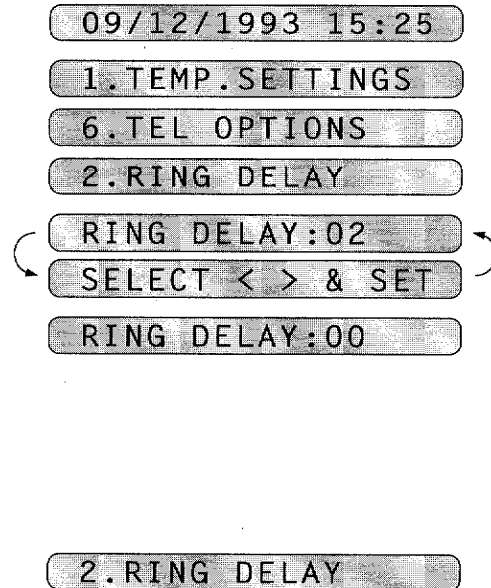 09/12/1993 15:25
1.TEMP.SETTINGS
6.TEL OPTIONS
2.RING DELAY
RING DELAY:02
SELECT < > & SET
RING DELAY:00
2.RING DELAY